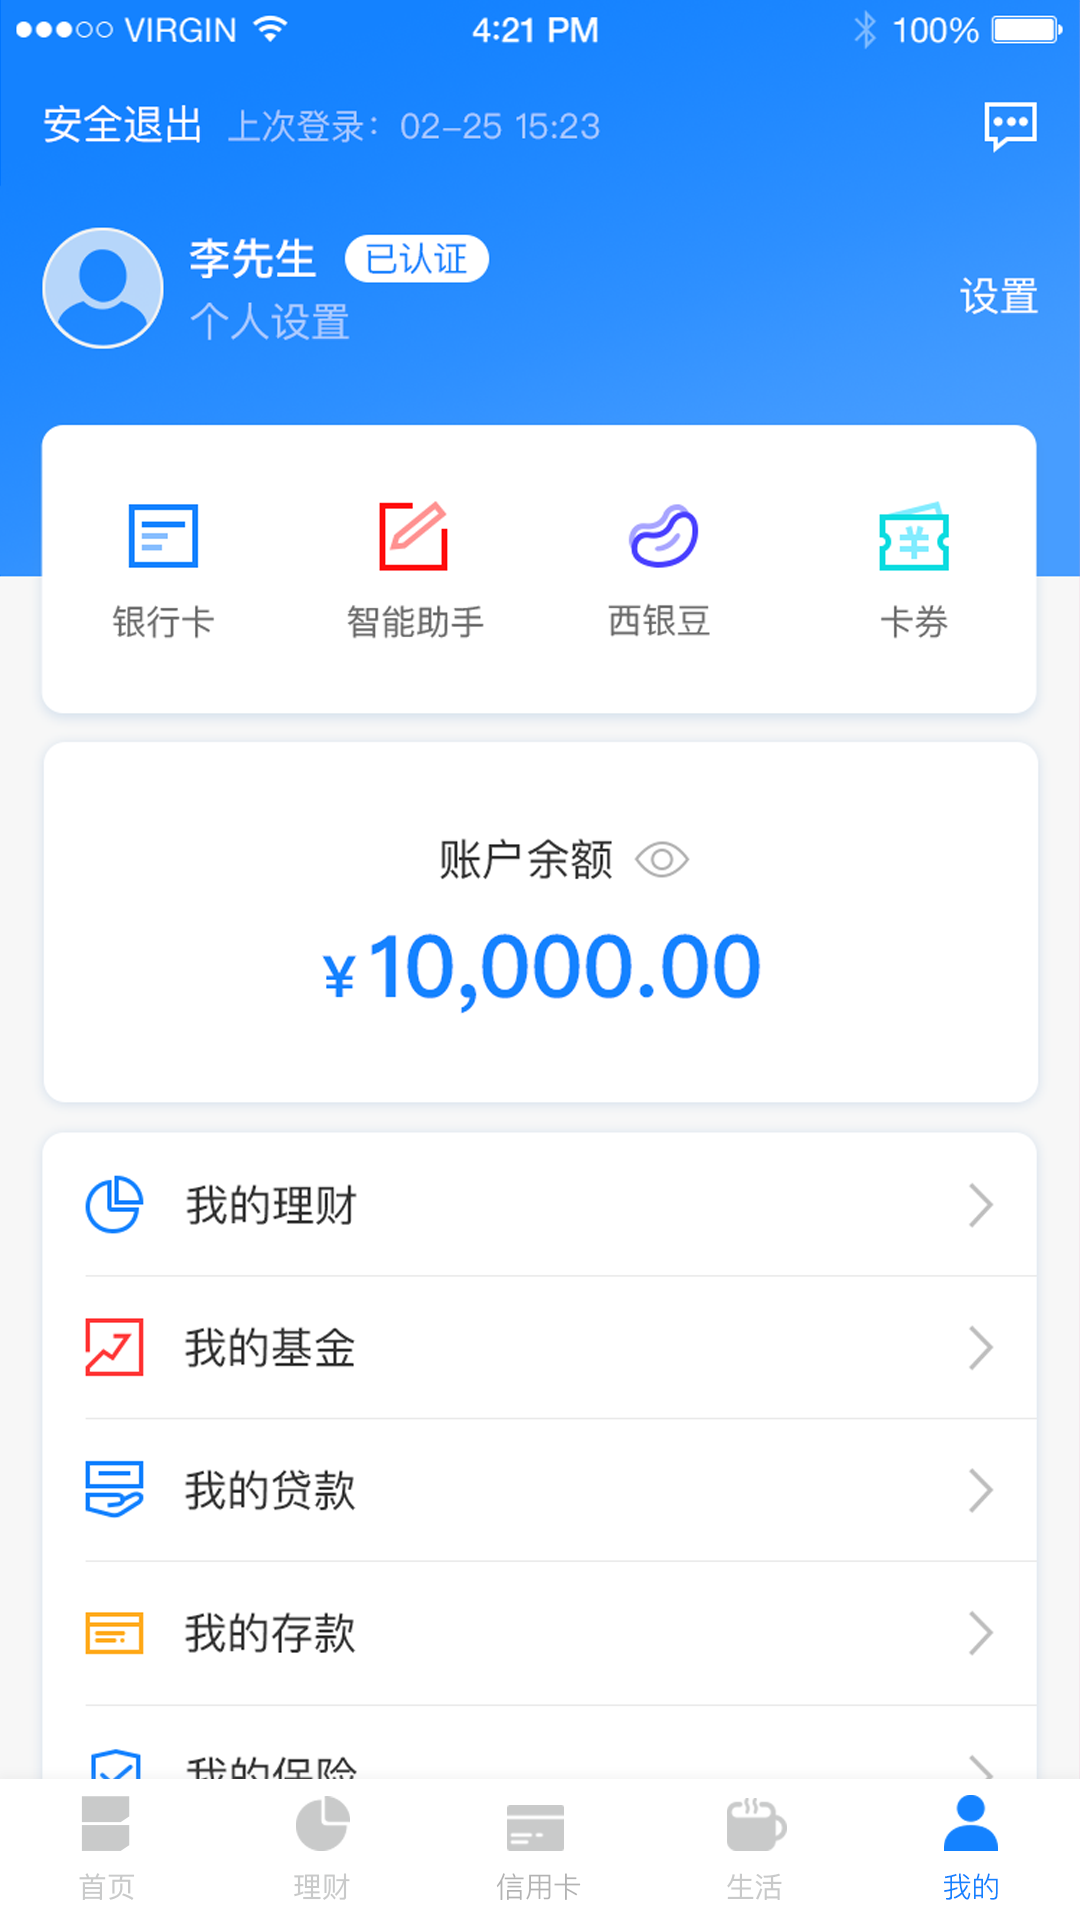 VIRGIN 4:21 PM 100%
安全退出 上次登录：02-25 15:23
李先生 已认证
个人设置
设置
银行卡 智能助手 西银豆 卡券
账户余额
¥10,000.00
我的理财
我的基金
我的贷款
我的存款
我的保险
首页 理财 信用卡 生活 我的